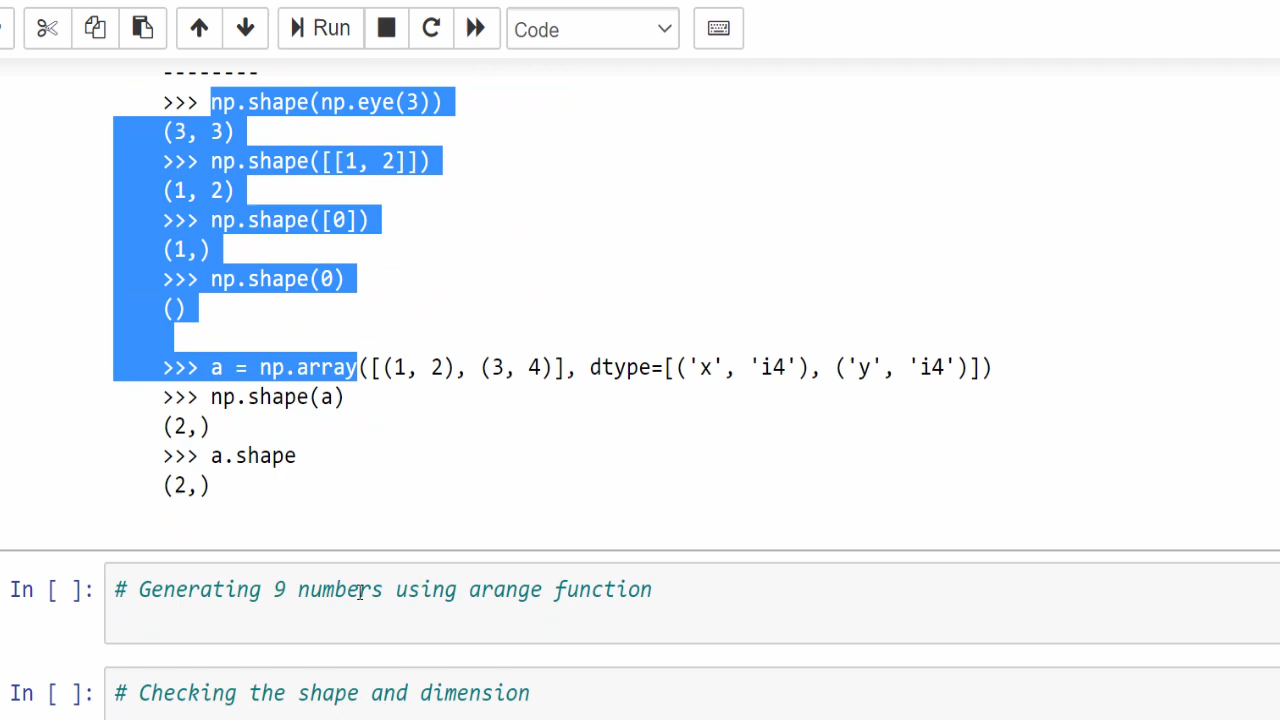 Run
Code
--------
>>> np.shape(np.eye(3))
(3, 3)
>>> np.shape([[1, 2]])
(1, 2)
>>> np.shape([0])
(1,)
>>> np.shape(0)
()
>>> a = np.array([(1, 2), (3, 4)], dtype=[('x', 'i4'), ('y', 'i4')])
>>> np.shape(a)
(2,)
>>> a.shape
(2,)
In [ ]: # Generating 9 numbers using arange function
In [ ]: # Checking the shape and dimension